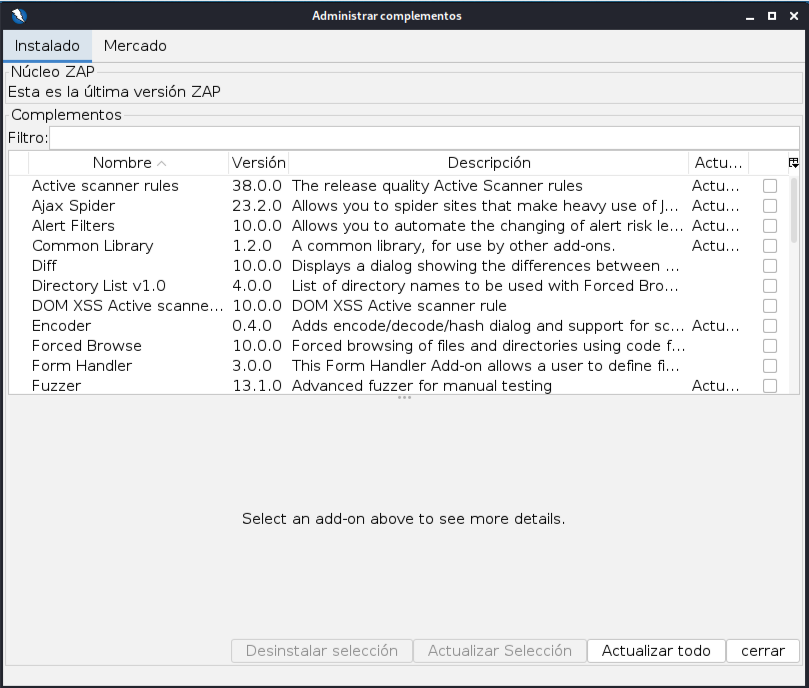 Administrar complementos
Instalado Mercado
Núcleo ZAP
Esta es la última versión ZAP
Complementos
Filtro:
Nombre Versión Descripción Actu...
Active scanner rules 38.0.0 The release quality Active Scanner rules Actu...
Ajax Spider 23.2.0 Allows you to spider sites that make heavy use of J... Actu...
Alert Filters 10.0.0 Allows you to automate the changing of alert risk le... Actu...
Common Library 1.2.0 A common library, for use by other add-ons. Actu...
Diff 10.0.0 Displays a dialog showing the differences between ...
Directory List v1.0 4.0.0 List of directory names to be used with Forced Bro...
DOM XSS Active scanne... 10.0.0 DOM XSS Active scanner rule
Encoder 0.4.0 Adds encode/decode/hash dialog and support for sc... Actu...
Forced Browse 10.0.0 Forced browsing of files and directories using code f...
Form Handler 3.0.0 This Form Handler Add-on allows a user to define fi...
Fuzzer 13.1.0 Advanced fuzzer for manual testing Actu...
Select an add-on above to see more details.
Desinstalar selección Actualizar Selección Actualizar todo cerrar